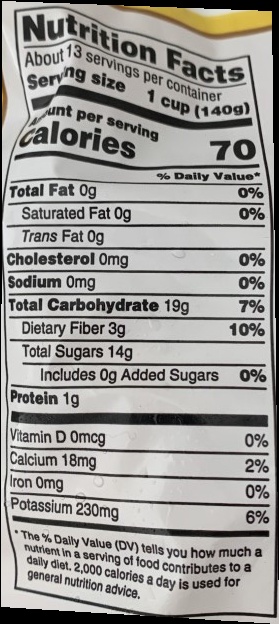 Nutrition Facts
About 13 servings per container
Serving size 1 cup (140g)
Amount per serving
Calories 70
% Daily Value*
Total Fat 0g 0%
Saturated Fat 0g 0%
Trans Fat 0g
Cholesterol 0mg 0%
Sodium 0mg 0%
Total Carbohydrate 19g 7%
Dietary Fiber 3g 10%
Total Sugars 14g
Includes 0g Added Sugars 0%
Protein 1g
Vitamin D 0mcg 0%
Calcium 18mg 2%
Iron 0mg 0%
Potassium 230mg 6%
* The % Daily Value (DV) tells you how much a
nutrient in a serving of food contributes to a
daily diet. 2,000 calories a day is used for
general nutrition advice.